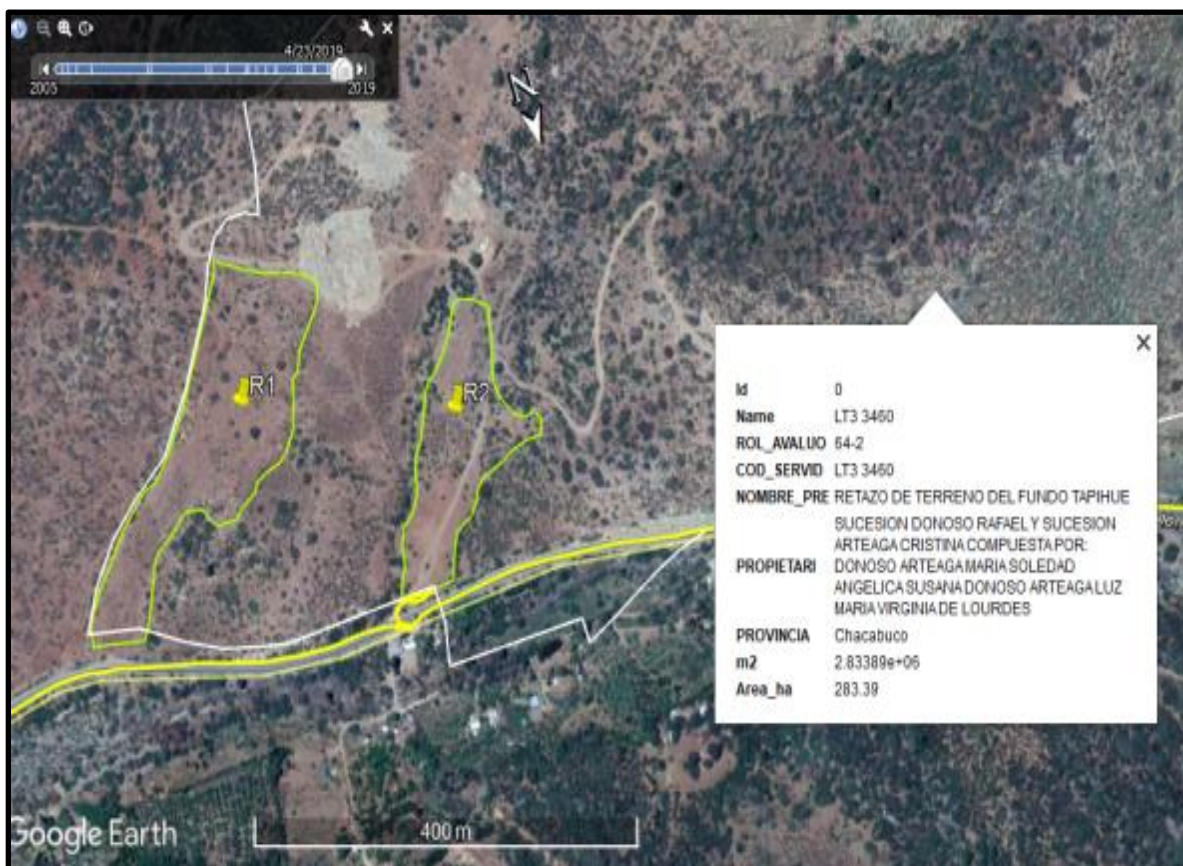 4/23/2019
2005
2019
N
R1
R2
Id 0
Name LT3 3460
ROL_AVALUO 64-2
COD_SERVID LT3 3460
NOMBRE_PRE RETAZO DE TERRENO DEL FUNDO TAPIHUE
SUCESION DONOSO RAFAEL Y SUCESION
ARTEAGA CRISTINA COMPUESTA POR:
PROPIETARI DONOSO ARTEAGA MARIA SOLEDAD
ANGELICA SUSANA DONOSO ARTEAGA LUZ
MARIA VIRGINIA DE LOURDES
PROVINCIA Chacabuco
m2 2.83389e+06
Area_ha 283.39
Google Earth
400 m